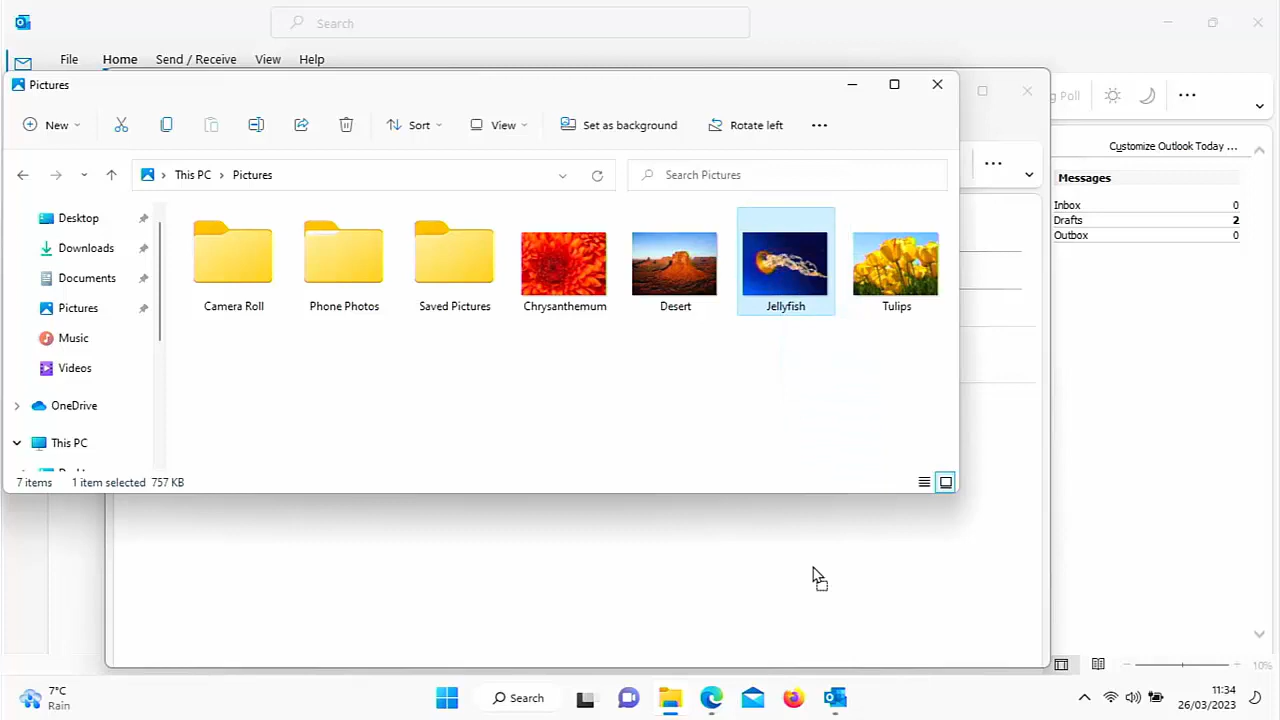 Search
File Home Send / Receive View Help
Pictures
g Poll
New Sort View Set as background Rotate left
Customize Outlook Today ...
This PC Pictures
Search Pictures
Messages
Inbox 0
Drafts 2
Outbox 0
Desktop
Downloads
Documents
Pictures
Music
Videos
OneDrive
This PC
Camera Roll
Phone Photos
Saved Pictures
Chrysanthemum
Desert
Jellyfish
Tulips
7 items 1 item selected 757 KB
10%
7°C
Rain
Search
11:34
26/03/2023